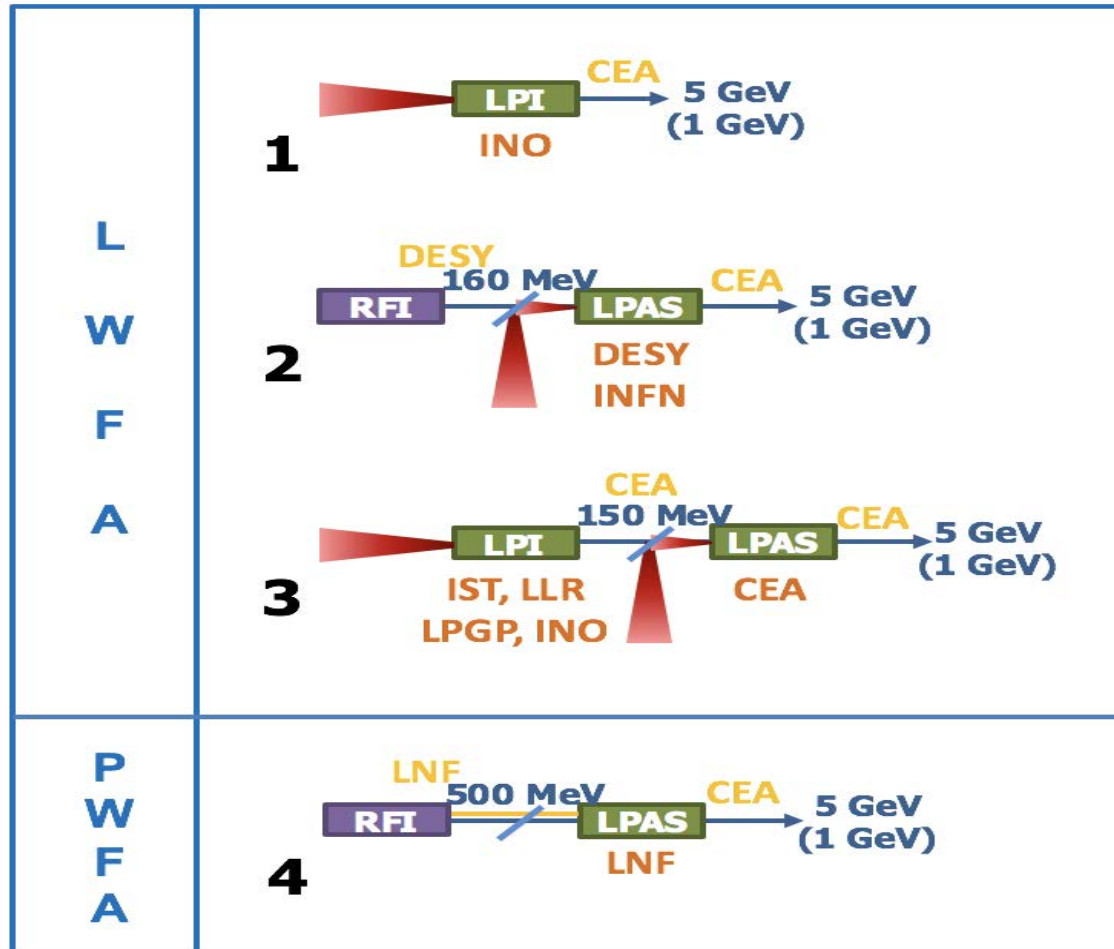 L
W
F
A
CEA
LPI
5 GeV
(1 GeV)
INO
1
DESY
160 MeV
CEA
RFI
LPAS
5 GeV
(1 GeV)
DESY
INFN
2
CEA
150 MeV
CEA
LPI
LPAS
5 GeV
(1 GeV)
IST, LLR
LPGP, INO
CEA
3
P
W
F
A
LNF
500 MeV
CEA
RFI
LPAS
5 GeV
(1 GeV)
LNF
4